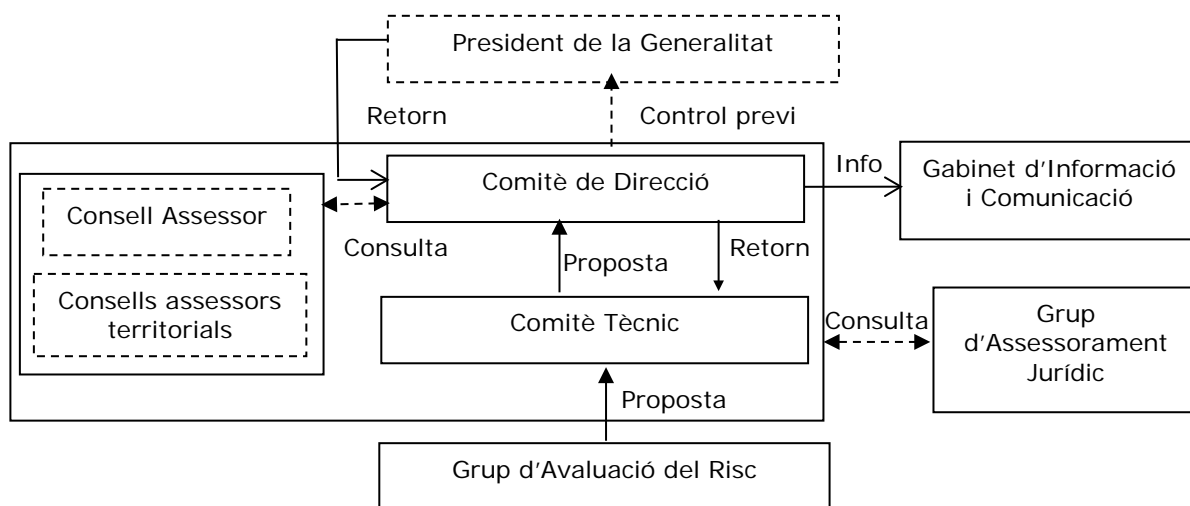 President de la Generalitat
Retorn
Control previ
Comitè de Direcció
Info
Gabinet d'Informació
i Comunicació
Consell Assessor
Consulta
Proposta
Retorn
Consells assessors
territorials
Comitè Tècnic
Consulta
Grup
d'Assessorament
Jurídic
Proposta
Grup d'Avaluació del Risc